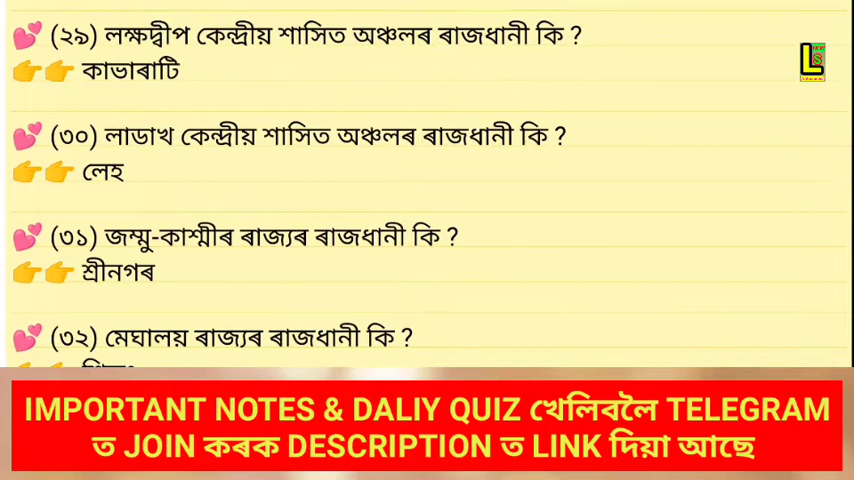 (২৯) লক্ষদ্বীপ কেন্দ্ৰীয় শাসিত অঞ্চলৰ ৰাজধানী কি ?
কাভাৰাটি
(৩০) লাডাখ কেন্দ্ৰীয় শাসিত অঞ্চলৰ ৰাজধানী কি ?
লেহ
(৩১) জম্মু-কাশ্মীৰ ৰাজ্যৰ ৰাজধানী কি ?
শ্ৰীনগৰ
(৩২) মেঘালয় ৰাজ্যৰ ৰাজধানী কি ?
IMPORTANT NOTES & DALIY QUIZ খেলিবলৈ TELEGRAM
ত JOIN কৰক DESCRIPTION ত LINK দিয়া আছে